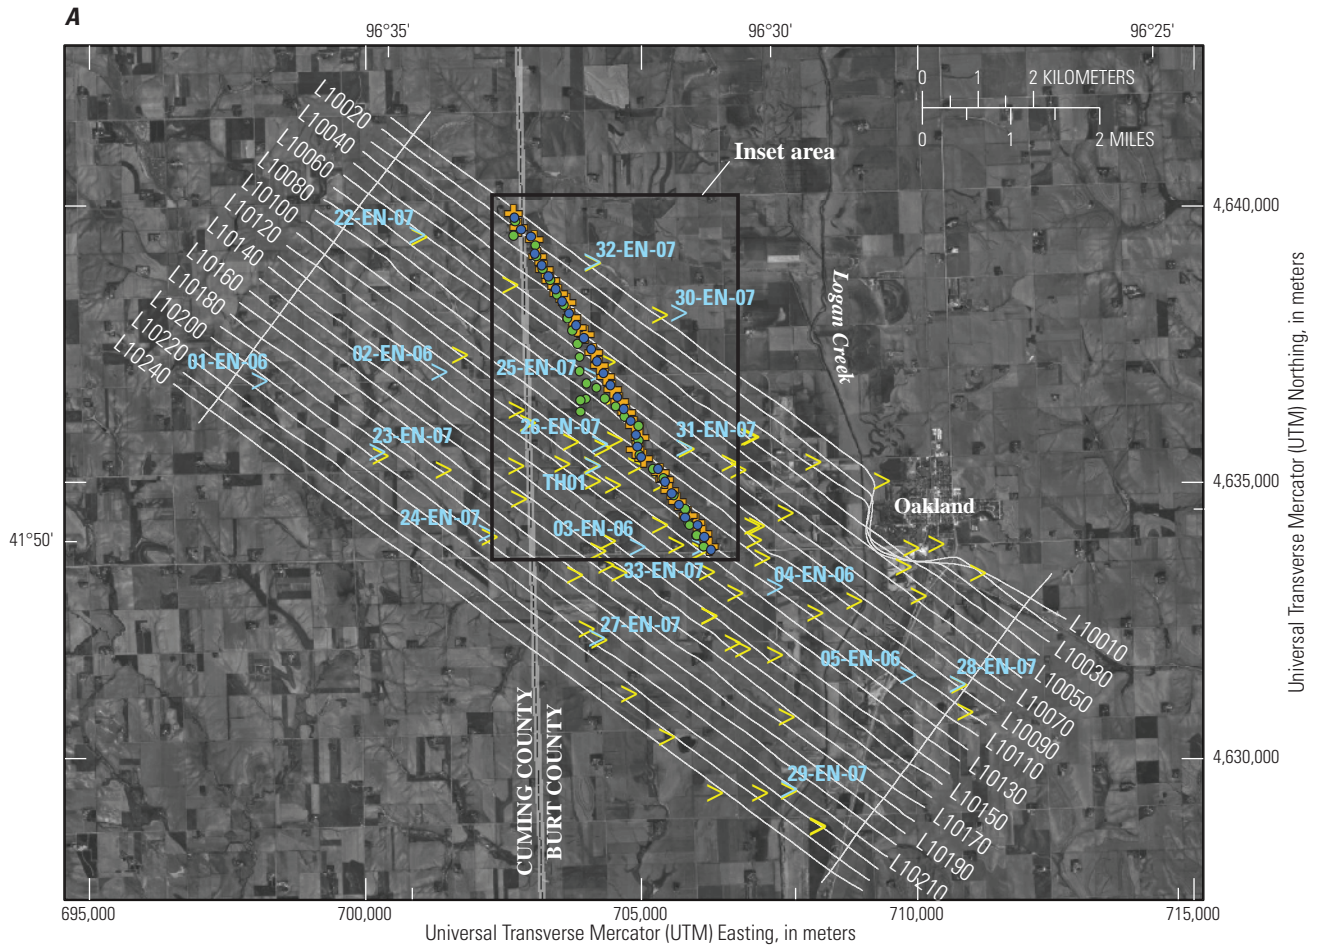 A
96°35'
96°30'
96°25'
0 1 2 KILOMETERS
0 1 2 MILES
Inset area
L10020
L10040
L10060
L10080
L10100
L10120
L10140
L10160
L10180
L10200
L10220
L10240
22-EN-07
32-EN-07
30-EN-07
Logan Creek
01-EN-06
02-EN-06
25-EN-07
23-EN-07
26-EN-07
31-EN-07
TH01
24-EN-07
03-EN-06
Oakland
33-EN-07
04-EN-06
27-EN-07
05-EN-06
28-EN-07
29-EN-07
CUMING COUNTY
BURT COUNTY
L10010
L10030
L10050
L10070
L10090
L10110
L10130
L10150
L10170
L10190
L10210
41°50'
4,640,000
4,635,000
4,630,000
Universal Transverse Mercator (UTM) Northing, in meters
695,000
700,000
705,000
710,000
715,000
Universal Transverse Mercator (UTM) Easting, in meters